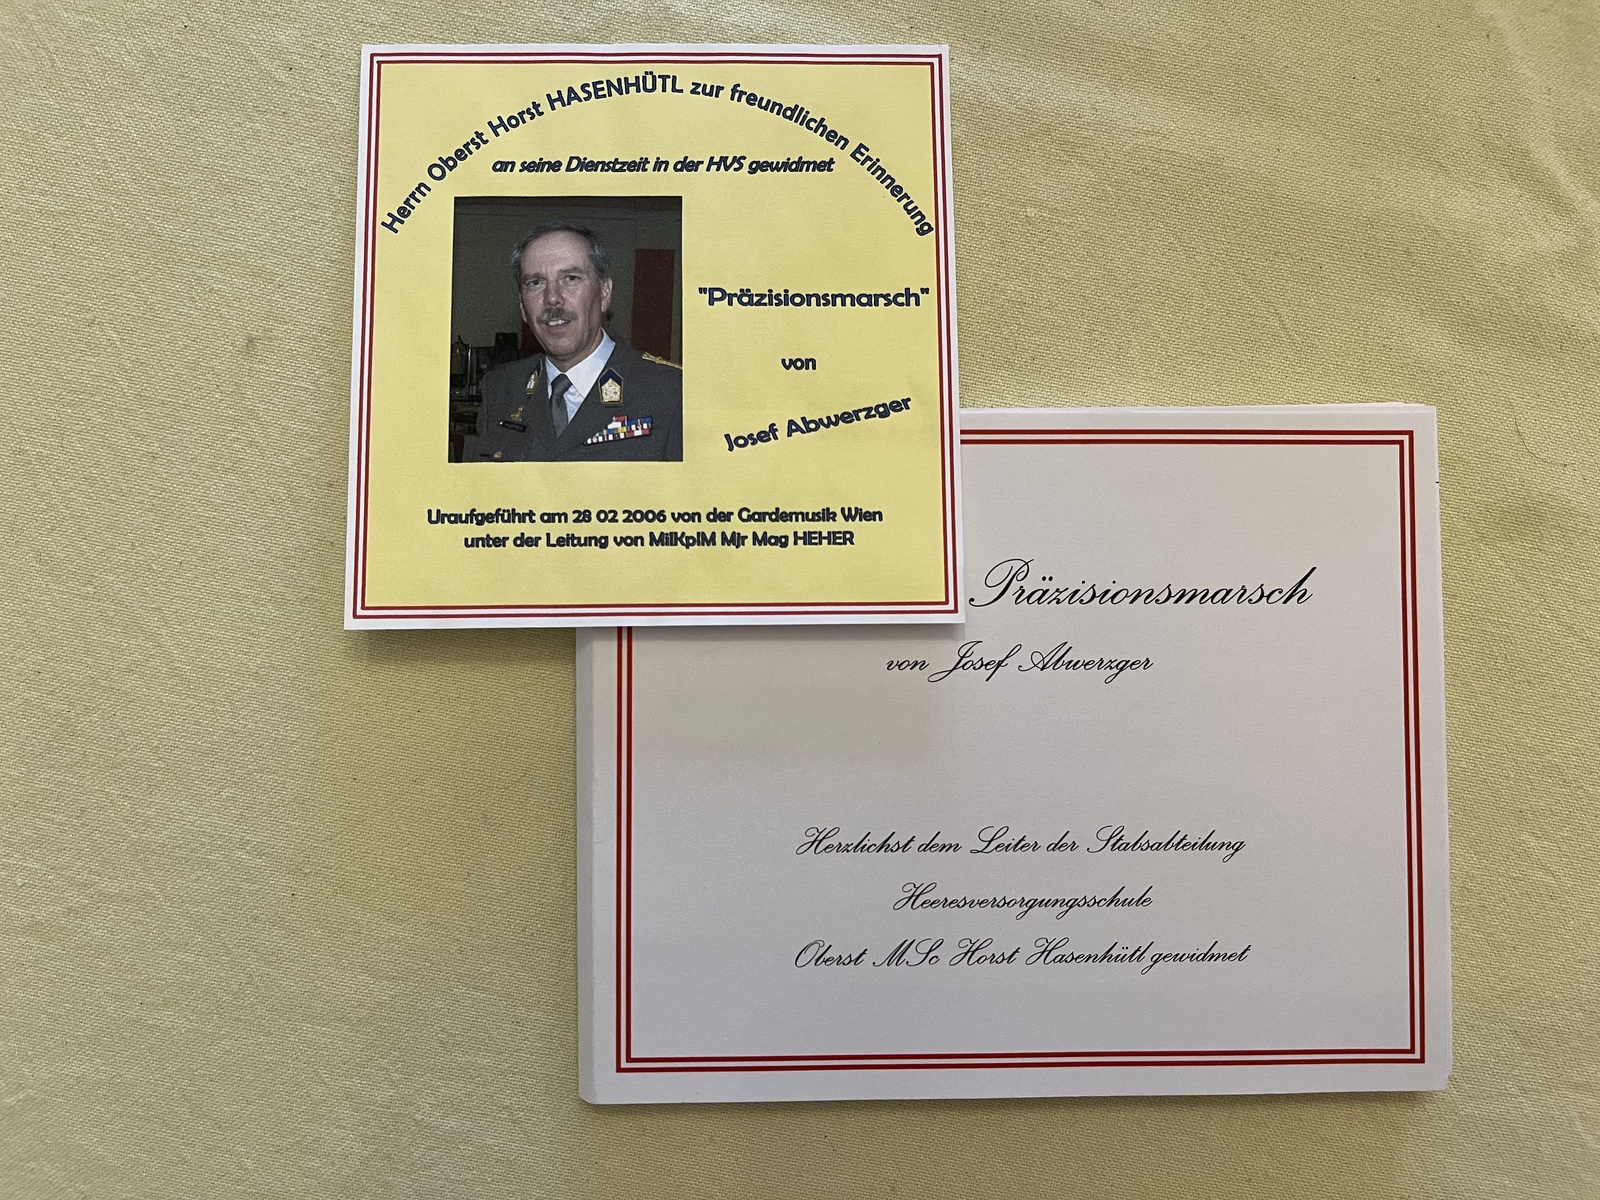 Herrn Oberst Horst HASENHÜTL zur freundlichen Erinnerung
an seine Dienstzeit in der HVS gewidmet
"Präzisionsmarsch"
von
Josef Abwerzger
Uraufgeführt am 28 02 2006 von der Gardemusik Wien
unter der Leitung von MilKplM Mjr Mag HEHER
Präzisionsmarsch
von Josef Abwerzger
Herzlichst dem Leiter der Stabsabteilung
Heeresversorgungsschule
Oberst MSc Horst Hasenhütl gewidmet